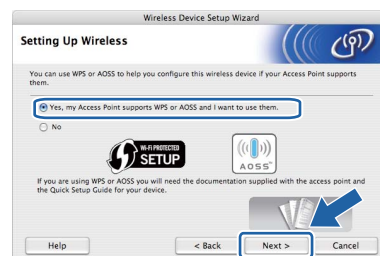 Wireless Device Setup Wizard
Setting Up Wireless
You can use WPS or AOSS to help you configure this wireless device if your Access Point supports
them.
Yes, my Access Point supports WPS or AOSS and I want to use them.
No
Wi-Fi PROTECTED
SETUP
AOSS™
If you are using WPS or AOSS you will need the documentation supplied with the access point and
the Quick Setup Guide for your device.
Help
< Back
Next >
Cancel